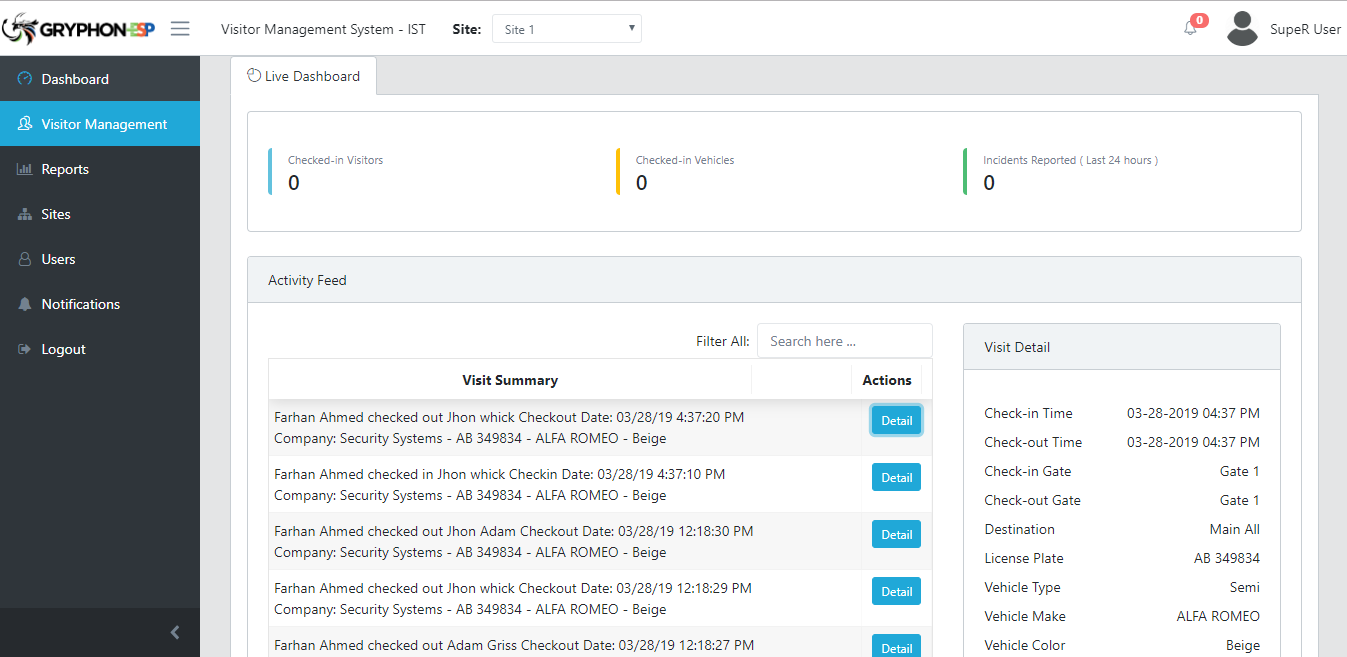 GRYPHON-ESP
Visitor Management System - IST
Site:
Site 1
0
SupeR User
Dashboard
Visitor Management
Reports
Sites
Users
Notifications
Logout
Live Dashboard
Checked-in Visitors
0
Checked-in Vehicles
0
Incidents Reported ( Last 24 hours )
0
Activity Feed
Filter All:
Search here ...
Visit Summary
Actions
Farhan Ahmed checked out Jhon whick Checkout Date: 03/28/19 4:37:20 PM
Company: Security Systems - AB 349834 - ALFA ROMEO - Beige
Detail
Farhan Ahmed checked in Jhon whick Checkin Date: 03/28/19 4:37:10 PM
Company: Security Systems - AB 349834 - ALFA ROMEO - Beige
Detail
Farhan Ahmed checked out Jhon Adam Checkout Date: 03/28/19 12:18:30 PM
Company: Security Systems - AB 349834 - ALFA ROMEO - Beige
Detail
Farhan Ahmed checked out Jhon whick Checkout Date: 03/28/19 12:18:29 PM
Company: Security Systems - AB 349834 - ALFA ROMEO - Beige
Detail
Farhan Ahmed checked out Adam Griss Checkout Date: 03/28/19 12:18:27 PM
Detail
Visit Detail
Check-in Time 03-28-2019 04:37 PM
Check-out Time 03-28-2019 04:37 PM
Check-in Gate Gate 1
Check-out Gate Gate 1
Destination Main All
License Plate AB 349834
Vehicle Type Semi
Vehicle Make ALFA ROMEO
Vehicle Color Beige